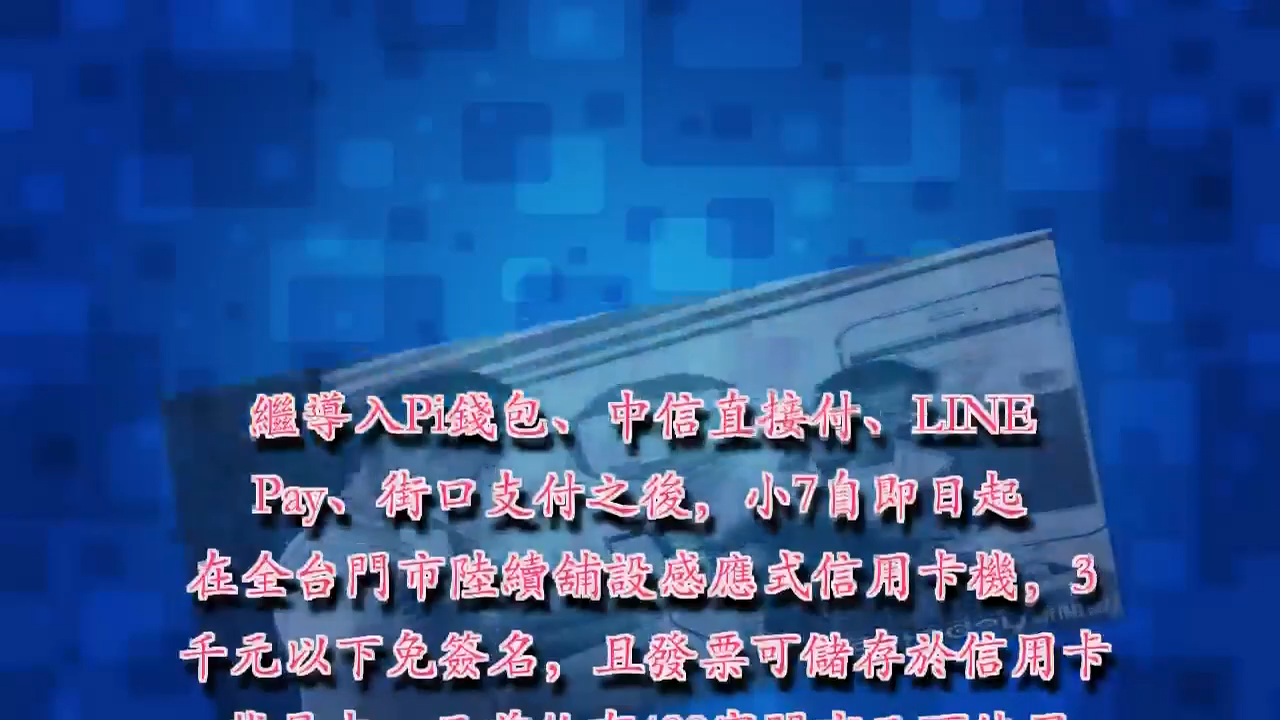 繼導入Pi錢包、中信直接付、LINE
Pay、街口支付之後，小7自即日起
在全台門市陸續舖設感應式信用卡機，3
千元以下免簽名，且發票可儲存於信用卡